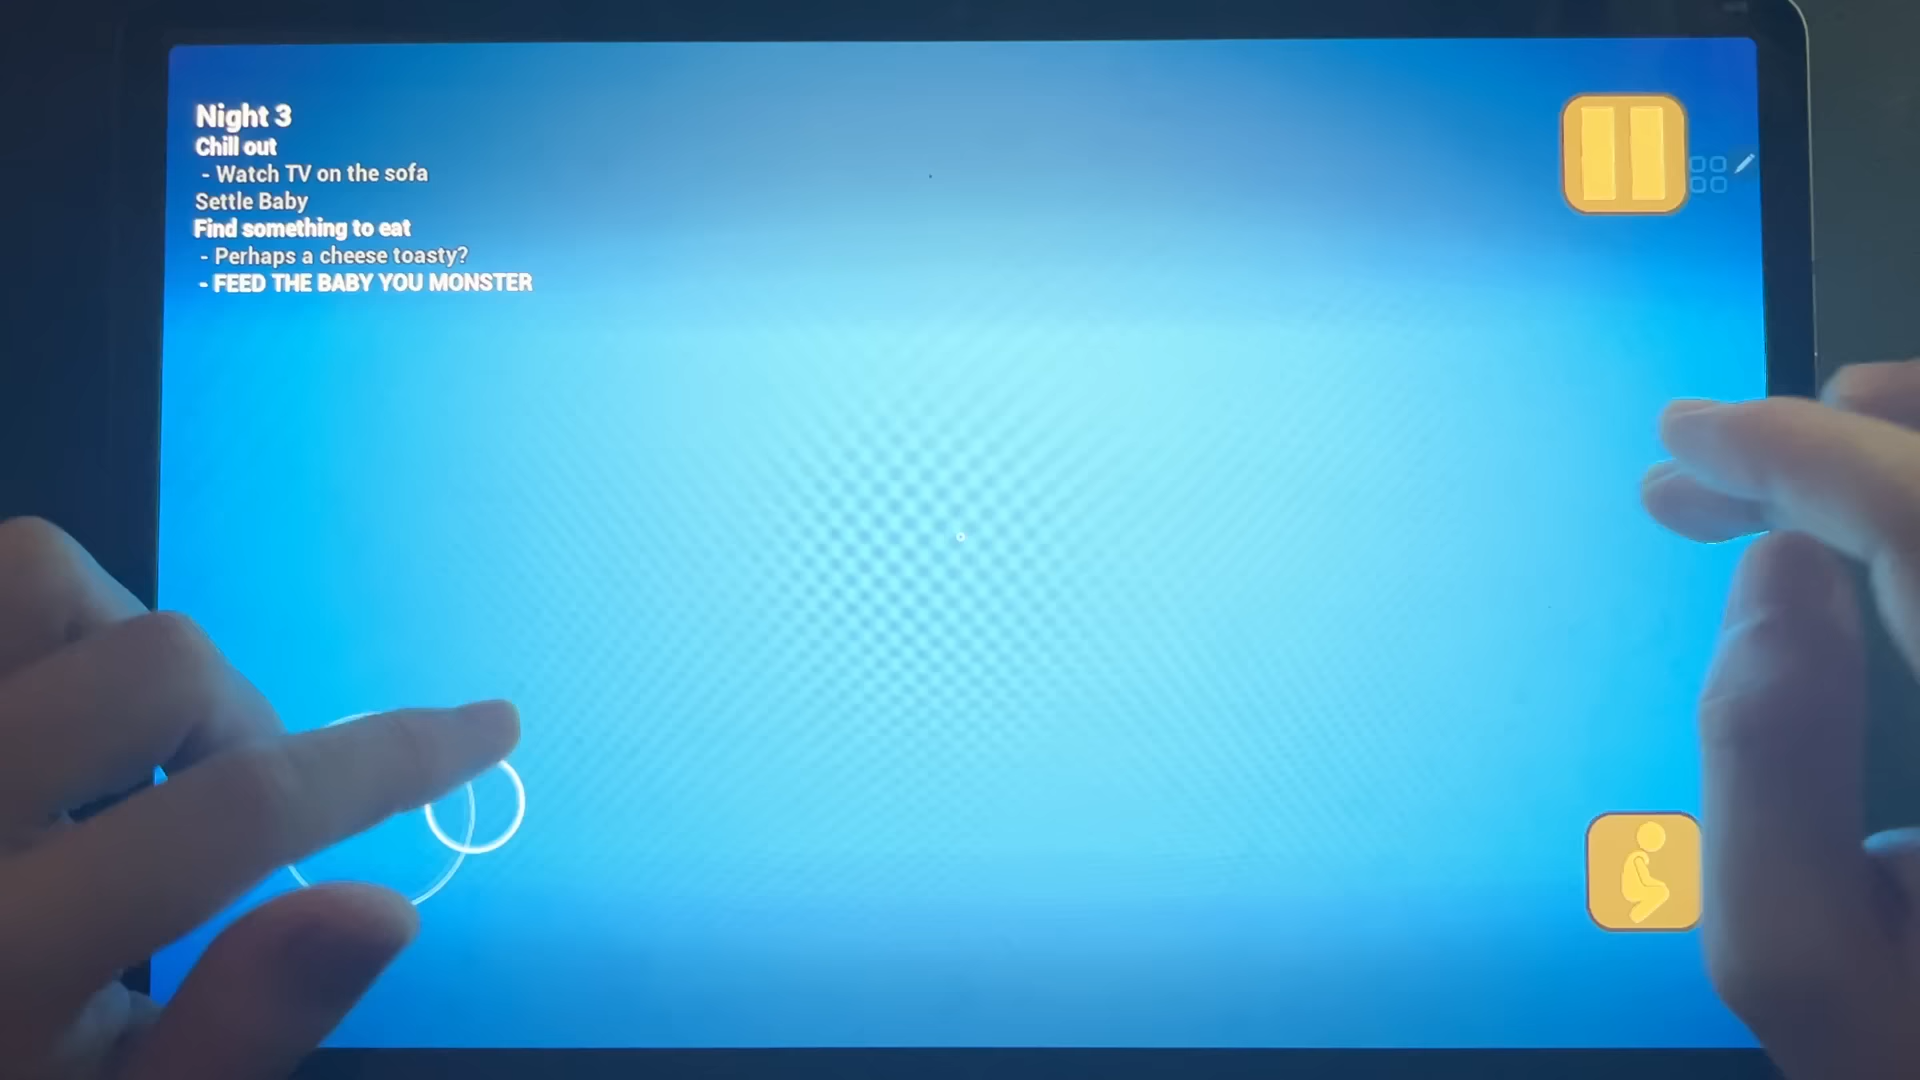 Night 3
Chill out
- Watch TV on the sofa
Settle Baby
Find something to eat
- Perhaps a cheese toasty?
- FEED THE BABY YOU MONSTER